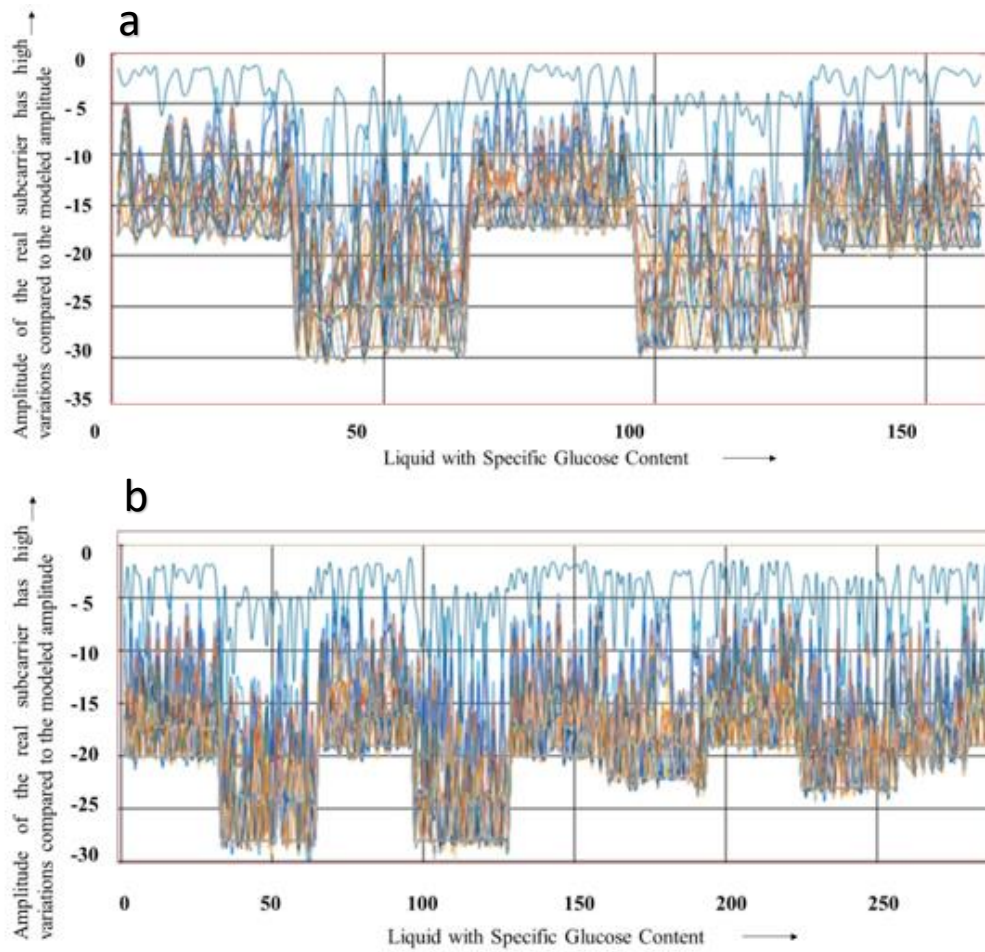 a
Amplitude of the real subcarrier has high
variations compared to the modeled amplitude
0
-5
-10
-15
-20
-25
-30
-35
0 50 100 150
Liquid with Specific Glucose Content
b
Amplitude of the real subcarrier has high
variations compared to the modeled amplitude
0
-5
-10
-15
-20
-25
-30
0 50 100 150 200 250
Liquid with Specific Glucose Content